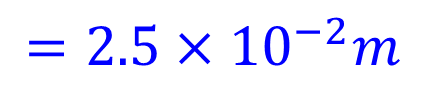 = 2.5 × 10⁻²m